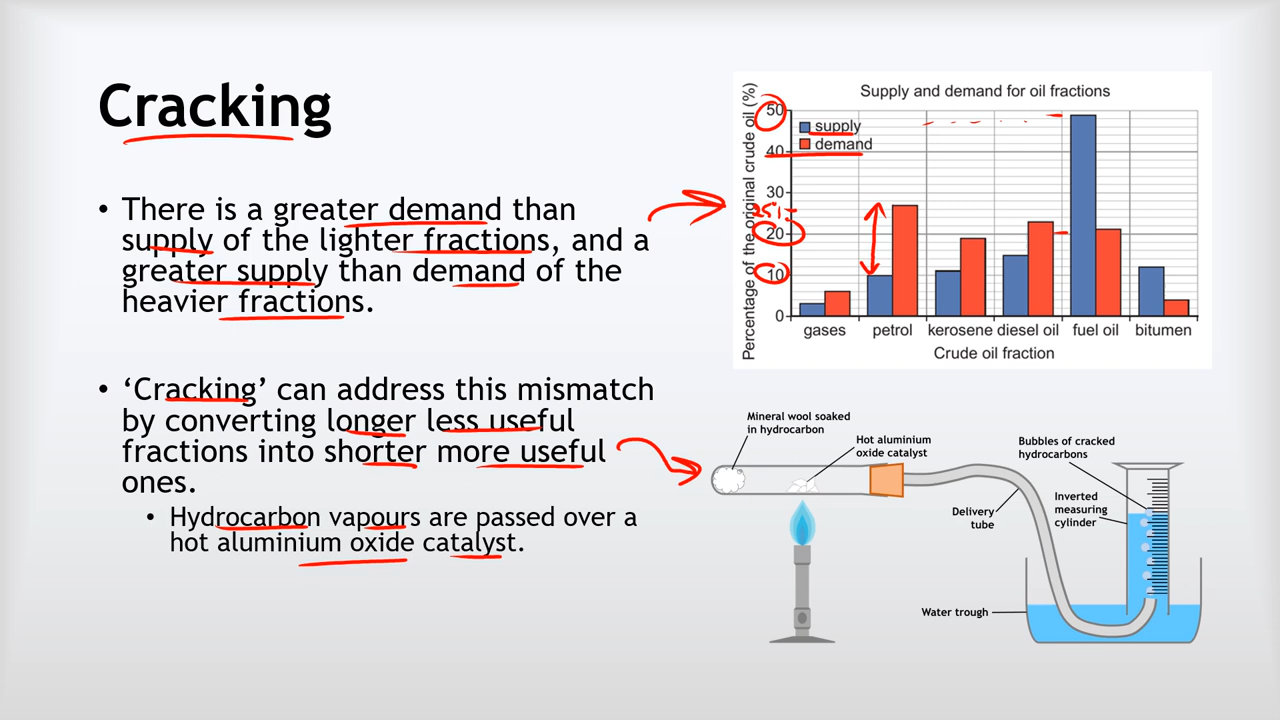 Cracking
• There is a greater demand than
supply of the lighter fractions, and a
greater supply than demand of the
heavier fractions.
• ‘Cracking’ can address this mismatch
by converting longer less useful
fractions into shorter more useful
ones.
• Hydrocarbon vapours are passed over a
hot aluminium oxide catalyst.
Supply and demand for oil fractions
Percentage of the original crude oil (%)
50
40
30
20
10
0
supply
demand
gases petrol kerosene diesel oil fuel oil bitumen
Crude oil fraction
Mineral wool soaked
in hydrocarbon
Hot aluminium
oxide catalyst
Bubbles of cracked
hydrocarbons
Delivery
tube
Inverted
measuring
cylinder
Water trough